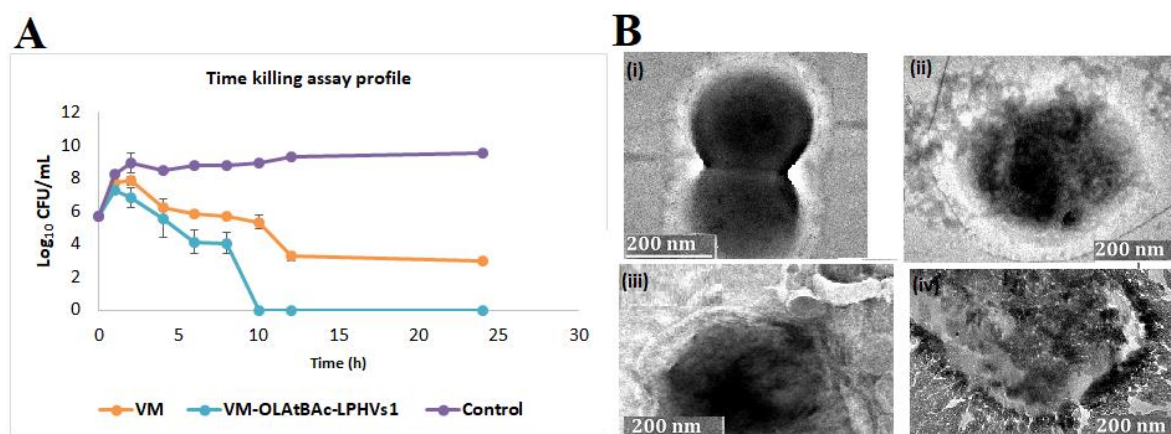 A
B
Time killing assay profile
Log₁₀ CFU/mL
12
10
8
6
4
2
0
0
5
10
15
20
25
30
Time (h)
VM
VM-OLAtBAc-LPHVs1
Control
(i)
200 nm
(ii)
200 nm
(iii)
200 nm
(iv)
200 nm